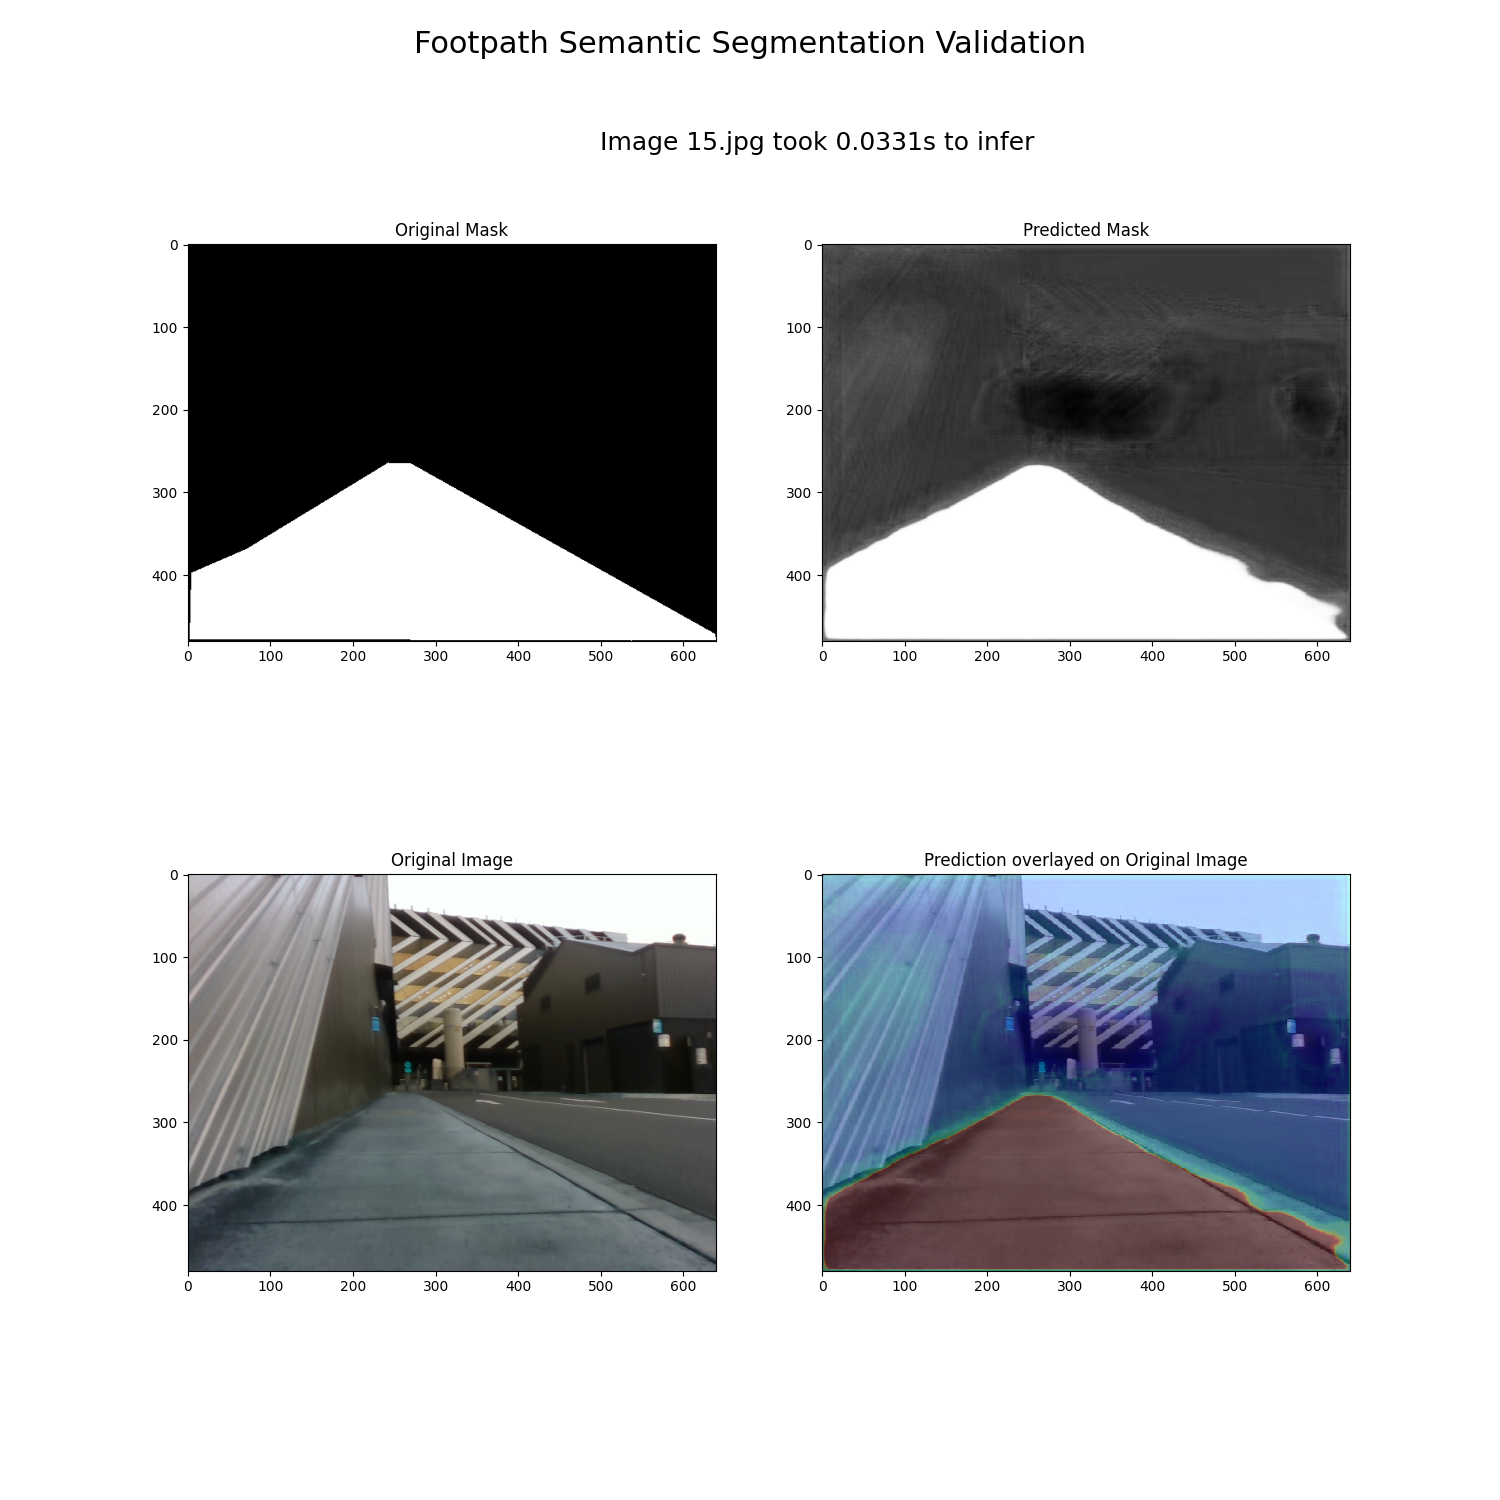 Footpath Semantic Segmentation Validation
Image 15.jpg took 0.0331s to infer
Original Mask
0
100
200
300
400
0 100 200 300 400 500 600
Predicted Mask
0
100
200
300
400
0 100 200 300 400 500 600
Original Image
0
100
200
300
400
0 100 200 300 400 500 600
Prediction overlayed on Original Image
0
100
200
300
400
0 100 200 300 400 500 600